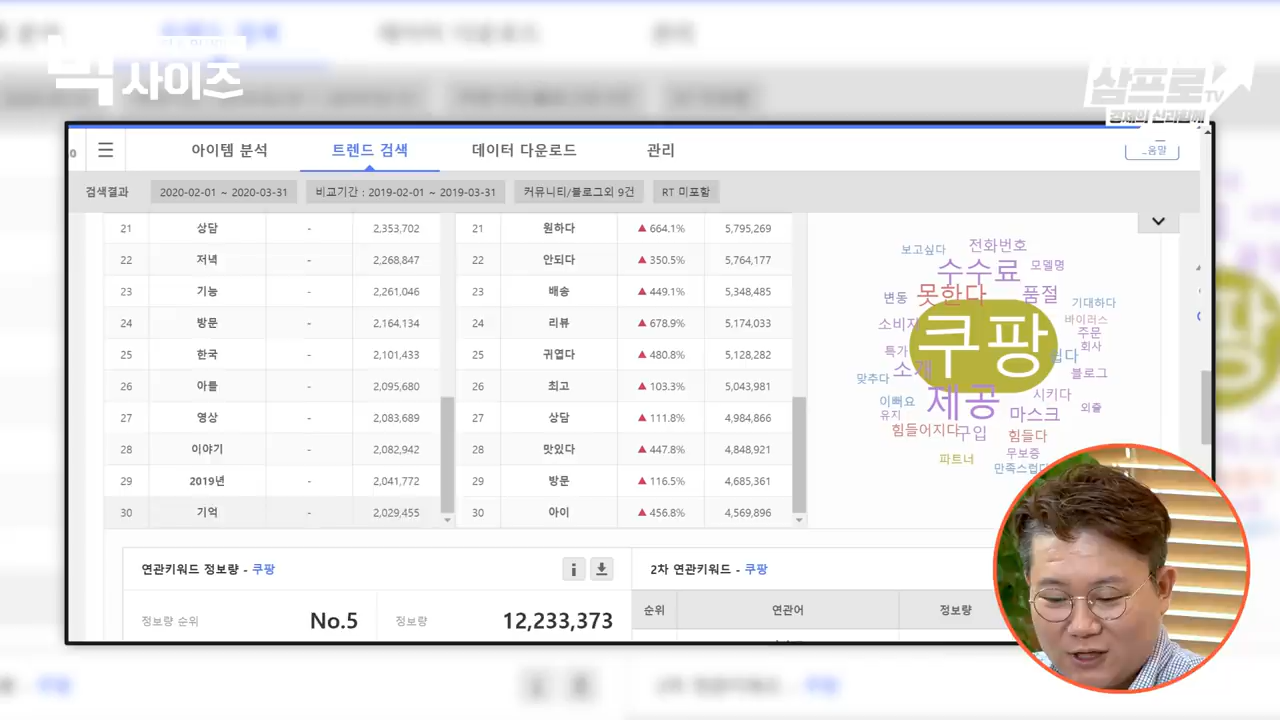 빅
사이즈
삼프로TV
경제의 신과함께
아이템 분석 트렌드 검색 데이터 다운로드 관리
검색결과 2020-02-01 ~ 2020-03-31 비교기간 : 2019-02-01 ~ 2019-03-31 커뮤니티/블로그외 9건 RT 미포함
21 상담 - 2,353,702 21 원하다 ▲ 664.1% 5,795,269
22 저녁 - 2,268,847 22 안되다 ▲ 350.5% 5,764,177
23 기능 - 2,261,046 23 배송 ▲ 449.1% 5,348,485
24 방문 - 2,164,134 24 리뷰 ▲ 678.9% 5,174,033
25 한국 - 2,101,433 25 귀엽다 ▲ 480.8% 5,128,282
26 아들 - 2,095,680 26 최고 ▲ 103.3% 5,043,981
27 영상 - 2,083,689 27 상담 ▲ 111.8% 4,984,866
28 이야기 - 2,082,942 28 맛있다 ▲ 447.8% 4,848,921
29 2019년 - 2,041,772 29 방문 ▲ 116.5% 4,685,361
30 기억 - 2,029,455 30 아이 ▲ 456.8% 4,569,896
보고싶다 전화번호
수수료 모델명
변동 못한다 품절 기대하다
소비자 쿠팡 바이러스
주문
특가 회사
소개 쉽다
맞추다 블로그
이뻐요 제공 시키다
유지 마스크 외출
힘들어지다 구입 힘들다
파트너 무보증
만족스럽다
연관키워드 정보량 - 쿠팡 2차 연관키워드 - 쿠팡
정보량 순위 No.5 정보량 12,233,373 순위 연관어 정보량